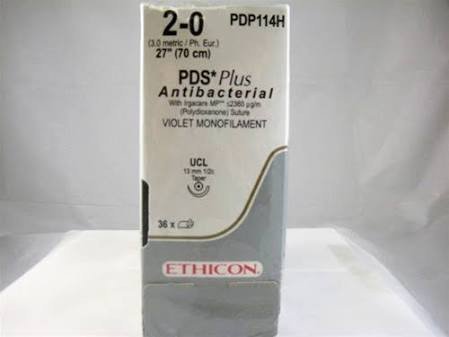 2-0 PDP114H
(3.0 metric / Ph. Eur.)
27" (70 cm)
PDS* Plus
Antibacterial
With Irgacare MP™ ≤2360 µg/m
(Polydioxanone) Suture
VIOLET MONOFILAMENT
UCL
13 mm 1/2c
Taper
36 x
ETHICON